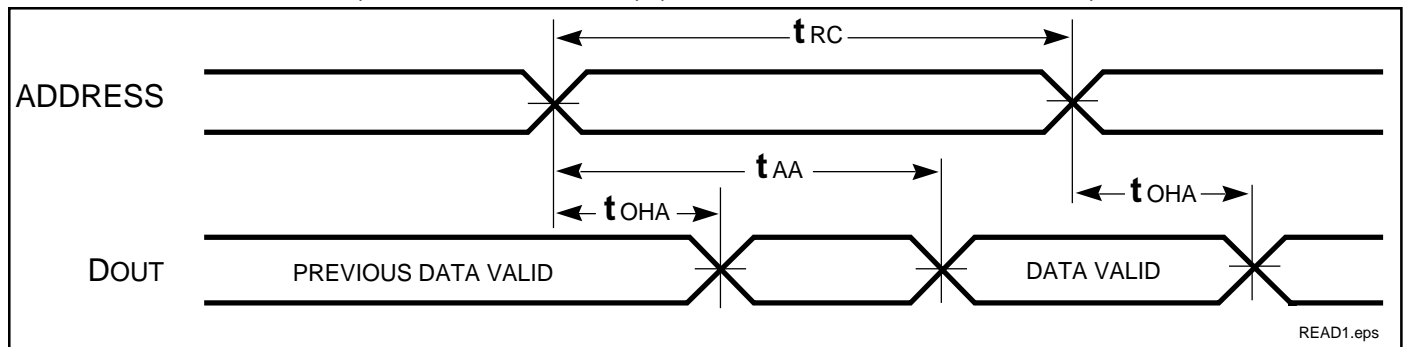 tRC
ADDRESS
tAA
tOHA
tOHA
DOUT
PREVIOUS DATA VALID
DATA VALID
READ1.eps